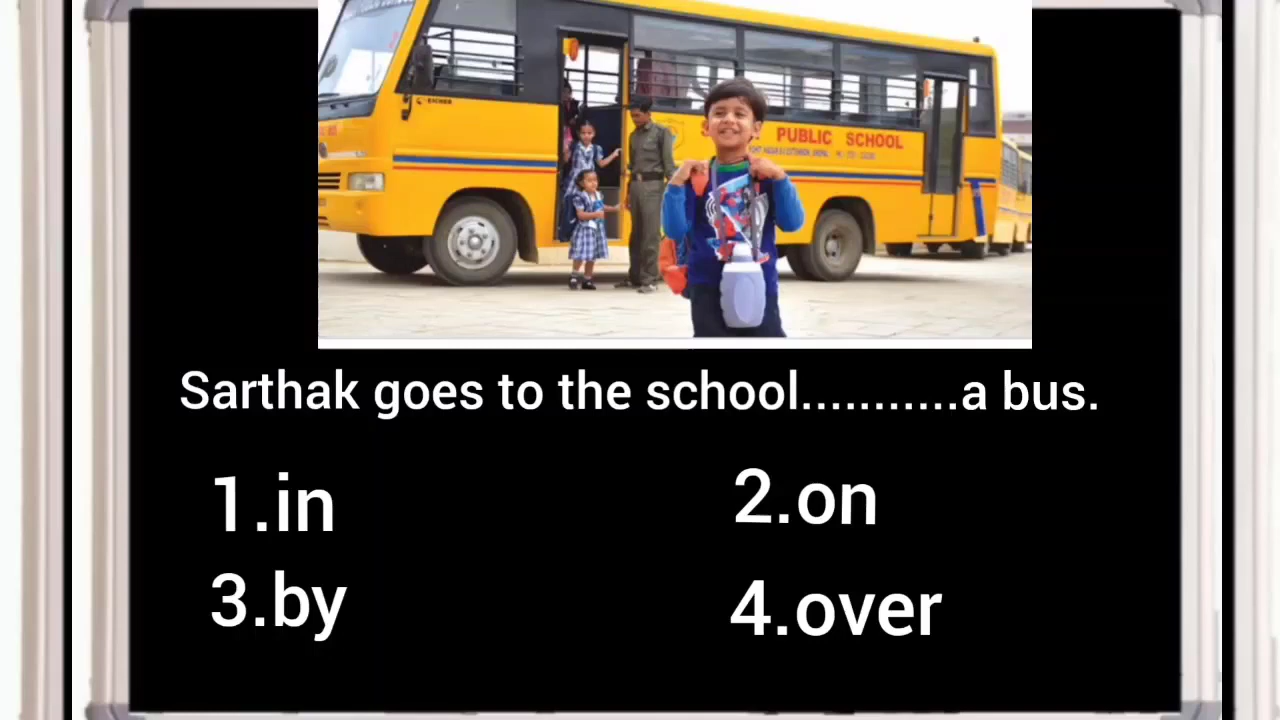 EICHER
PUBLIC SCHOOL
Sarthak goes to the school...........a bus.
1.in
2.on
3.by
4.over